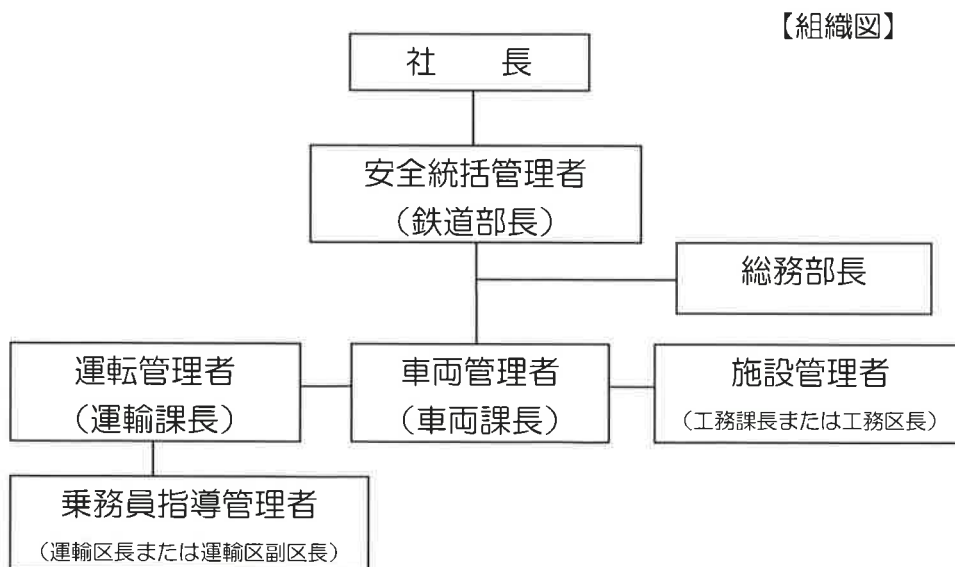 【組織図】
社　　長
安全統括管理者
（鉄道部長）
総務部長
運転管理者
（運輸課長）
車両管理者
（車両課長）
施設管理者
（工務課長または工務区長）
乗務員指導管理者
（運輸区長または運輸区副区長）